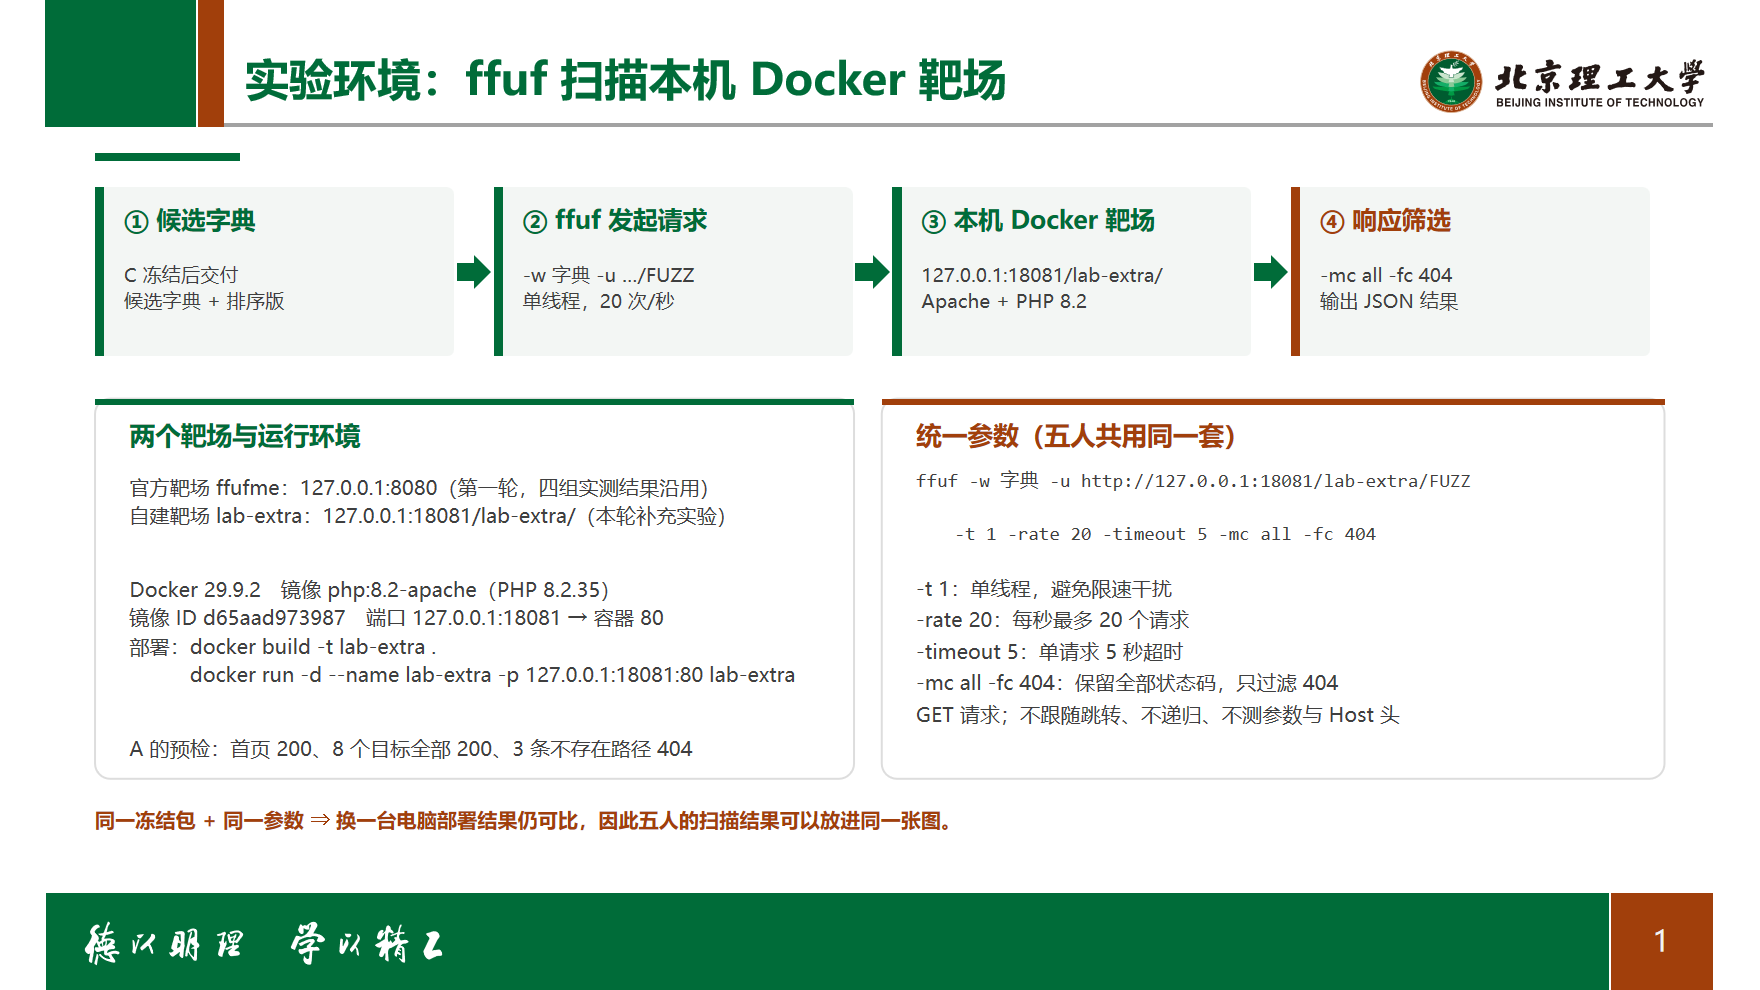 实验环境：ffuf 扫描本机 Docker 靶场
北京理工大学
BEIJING INSTITUTE OF TECHNOLOGY
① 候选字典
C 冻结后交付
候选字典 + 排序版
② ffuf 发起请求
-w 字典 -u .../FUZZ
单线程，20 次/秒
③ 本机 Docker 靶场
127.0.0.1:18081/lab-extra/
Apache + PHP 8.2
④ 响应筛选
-mc all -fc 404
输出 JSON 结果
两个靶场与运行环境
官方靶场 ffufme：127.0.0.1:8080（第一轮，四组实测结果沿用）
自建靶场 lab-extra：127.0.0.1:18081/lab-extra/（本轮补充实验）
Docker 29.9.2　镜像 php:8.2-apache（PHP 8.2.35）
镜像 ID d65aad973987　端口 127.0.0.1:18081 → 容器 80
部署：docker build -t lab-extra .
docker run -d --name lab-extra -p 127.0.0.1:18081:80 lab-extra
A 的预检：首页 200、8 个目标全部 200、3 条不存在路径 404
统一参数（五人共用同一套）
ffuf -w 字典 -u http://127.0.0.1:18081/lab-extra/FUZZ
-t 1 -rate 20 -timeout 5 -mc all -fc 404
-t 1：单线程，避免限速干扰
-rate 20：每秒最多 20 个请求
-timeout 5：单请求 5 秒超时
-mc all -fc 404：保留全部状态码，只过滤 404
GET 请求；不跟随跳转、不递归、不测参数与 Host 头
同一冻结包 + 同一参数 ⇒ 换一台电脑部署结果仍可比，因此五人的扫描结果可以放进同一张图。
德以明理 学以精工
1